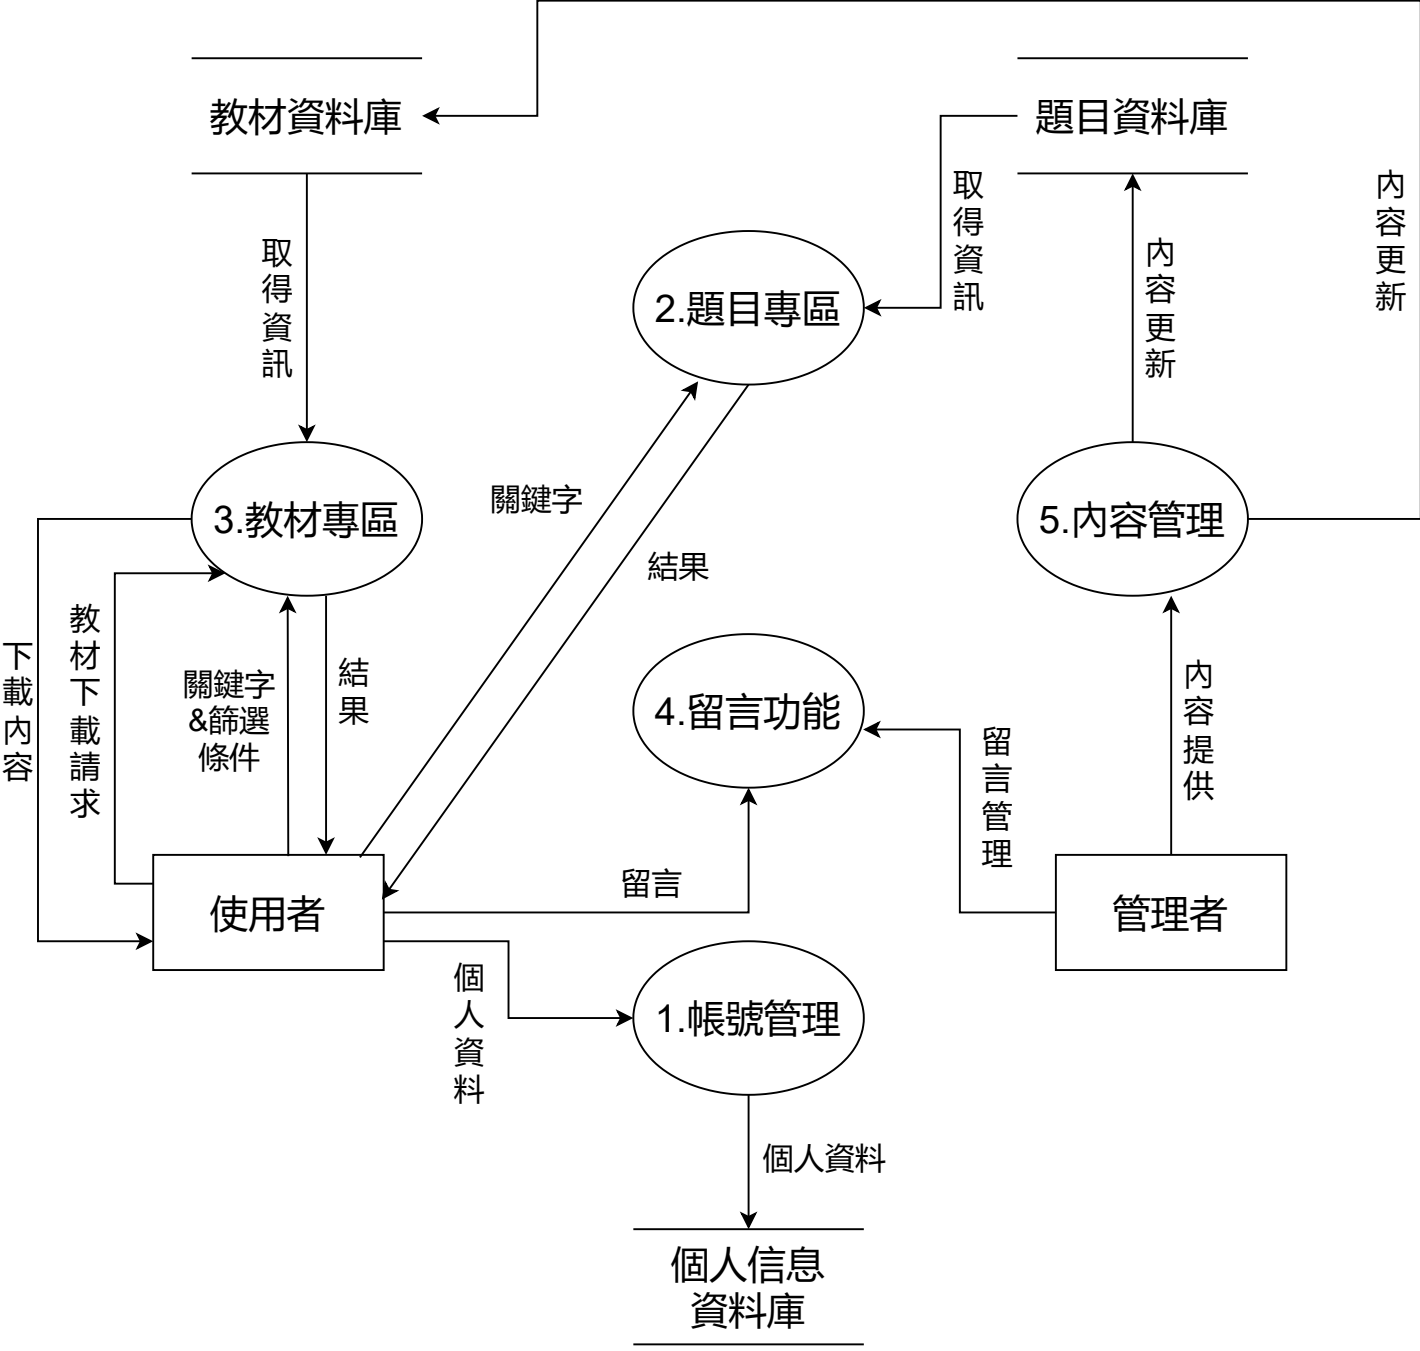 教材資料庫
題目資料庫
取得資訊
內容更新
取得資訊
2.題目專區
內容更新
3.教材專區
關鍵字
5.內容管理
結果
下載內容
教材下載請求
關鍵字
&篩選
條件
結果
4.留言功能
內容提供
留言管理
留言
使用者
管理者
個人資料
1.帳號管理
個人資料
個人信息
資料庫